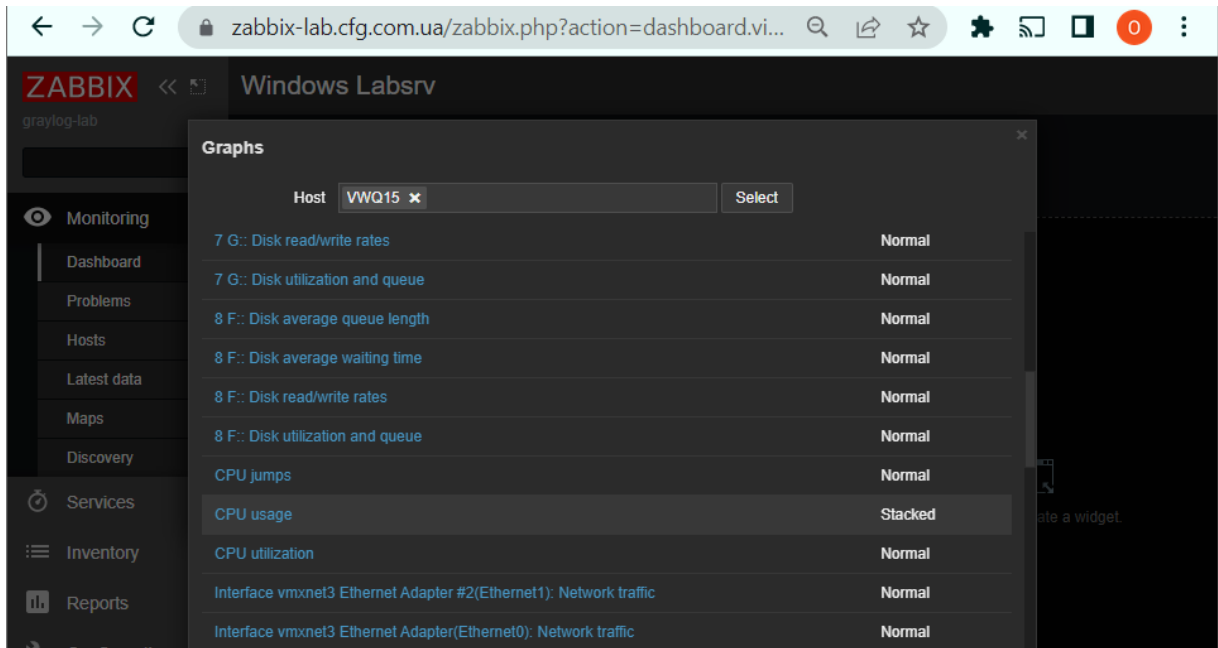 zabbix-lab.cfg.com.ua/zabbix.php?action=dashboard.vi...
O
ZABBIX
Windows Labsrv
graylog-lab
Graphs
Host VWQ15 Select
Monitoring
Dashboard
Problems
Hosts
Latest data
Maps
Discovery
Services
Inventory
Reports
7 G:: Disk read/write rates Normal
7 G:: Disk utilization and queue Normal
8 F:: Disk average queue length Normal
8 F:: Disk average waiting time Normal
8 F:: Disk read/write rates Normal
8 F:: Disk utilization and queue Normal
CPU jumps Normal
CPU usage Stacked
CPU utilization Normal
Interface vmxnet3 Ethernet Adapter #2(Ethernet1): Network traffic Normal
Interface vmxnet3 Ethernet Adapter(Ethernet0): Network traffic Normal
ate a widget.